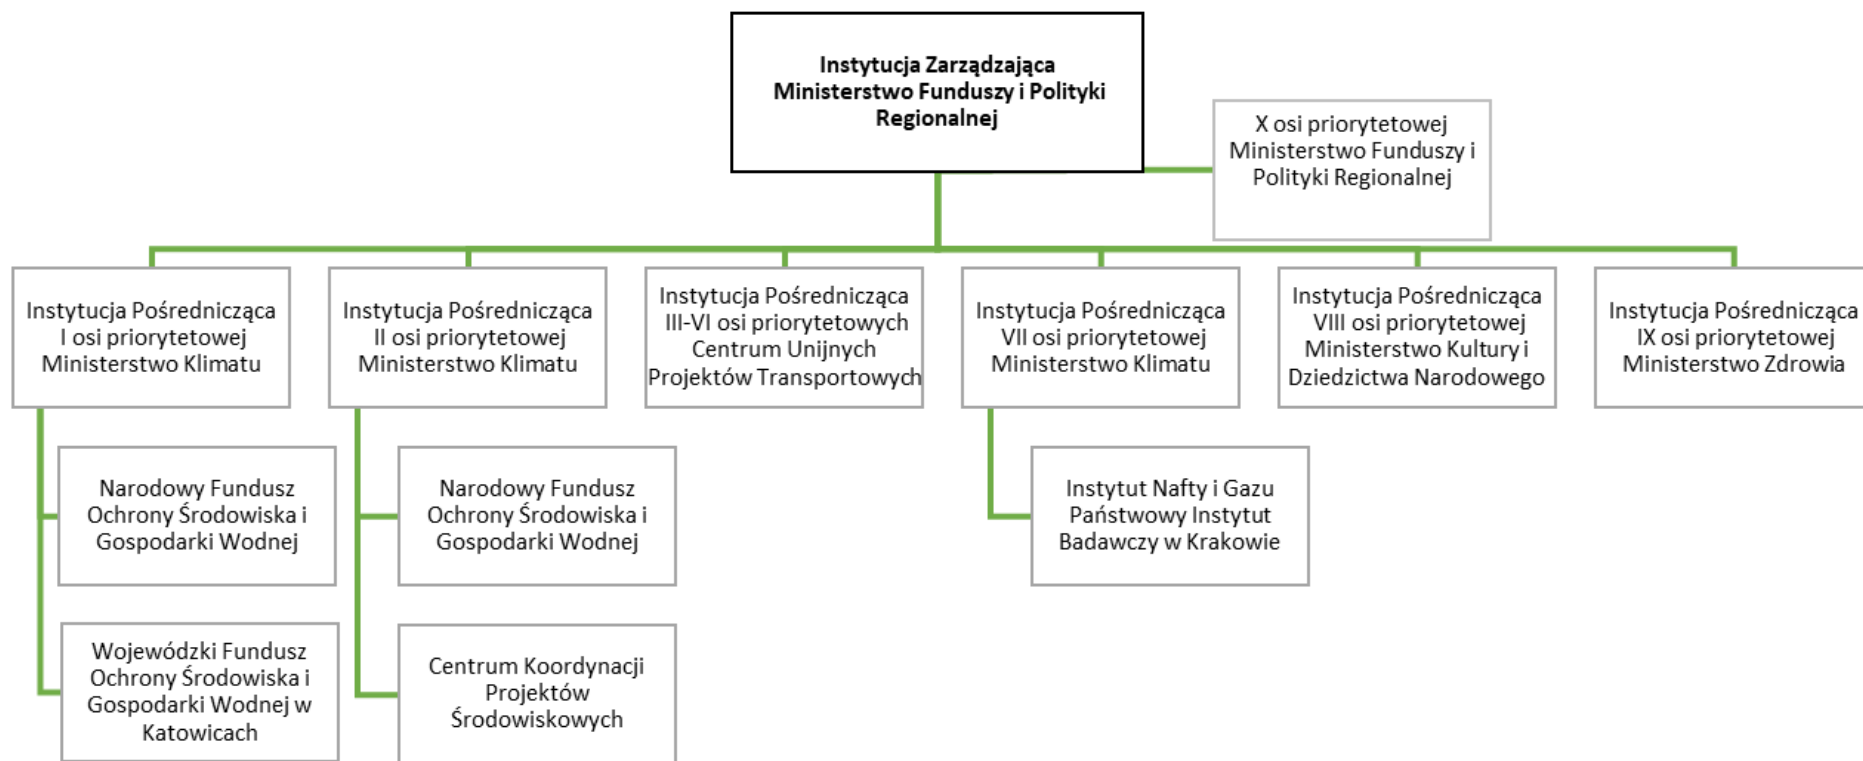 Instytucja Zarządzająca
Ministerstwo Funduszy i Polityki
Regionalnej
X osi priorytetowej
Ministerstwo Funduszy i
Polityki Regionalnej
Instytucja Pośrednicząca
I osi priorytetowej
Ministerstwo Klimatu
Instytucja Pośrednicząca
II osi priorytetowej
Ministerstwo Klimatu
Instytucja Pośrednicząca
III-VI osi priorytetowych
Centrum Unijnych
Projektów Transportowych
Instytucja Pośrednicząca
VII osi priorytetowej
Ministerstwo Klimatu
Instytucja Pośrednicząca
VIII osi priorytetowej
Ministerstwo Kultury i
Dziedzictwa Narodowego
Instytucja Pośrednicząca
IX osi priorytetowej
Ministerstwo Zdrowia
Narodowy Fundusz
Ochrony Środowiska i
Gospodarki Wodnej
Narodowy Fundusz
Ochrony Środowiska i
Gospodarki Wodnej
Instytut Nafty i Gazu
Państwowy Instytut
Badawczy w Krakowie
Wojewódzki Fundusz
Ochrony Środowiska i
Gospodarki Wodnej w
Katowicach
Centrum Koordynacji
Projektów
Środowiskowych